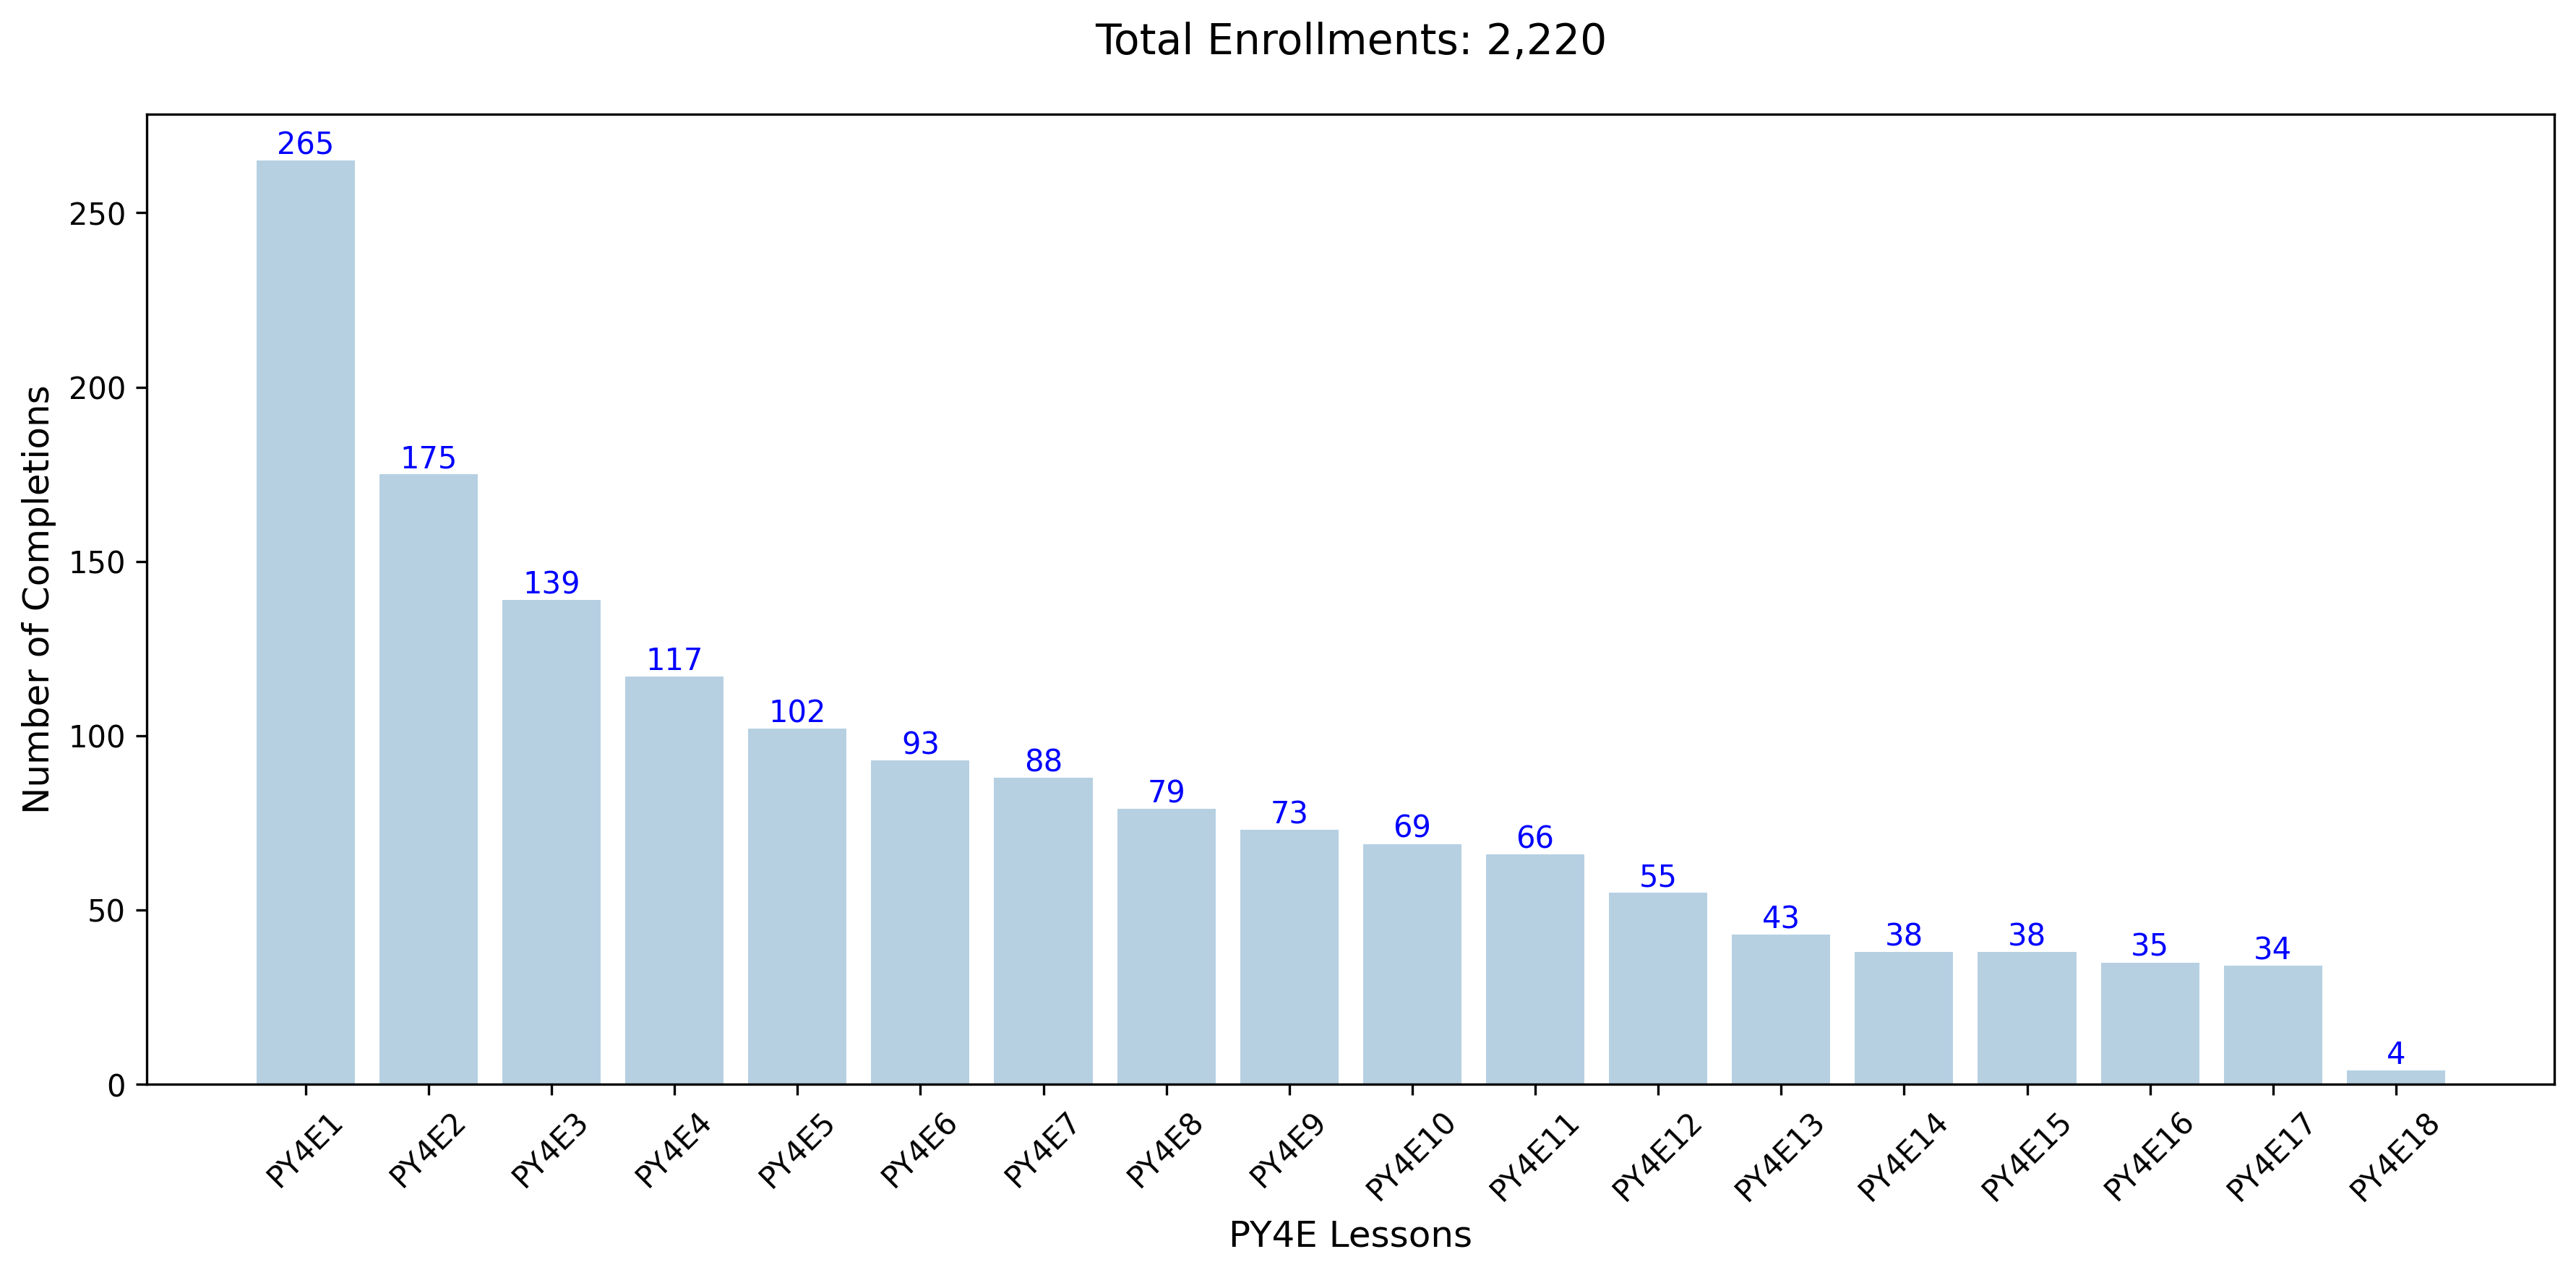 Total Enrollments: 2,220
Number of Completions
250
200
150
100
50
0
265
175
139
117
102
93
88
79
73
69
66
55
43
38
38
35
34
4
PY4E1
PY4E2
PY4E3
PY4E4
PY4E5
PY4E6
PY4E7
PY4E8
PY4E9
PY4E10
PY4E11
PY4E12
PY4E13
PY4E14
PY4E15
PY4E16
PY4E17
PY4E18
PY4E Lessons